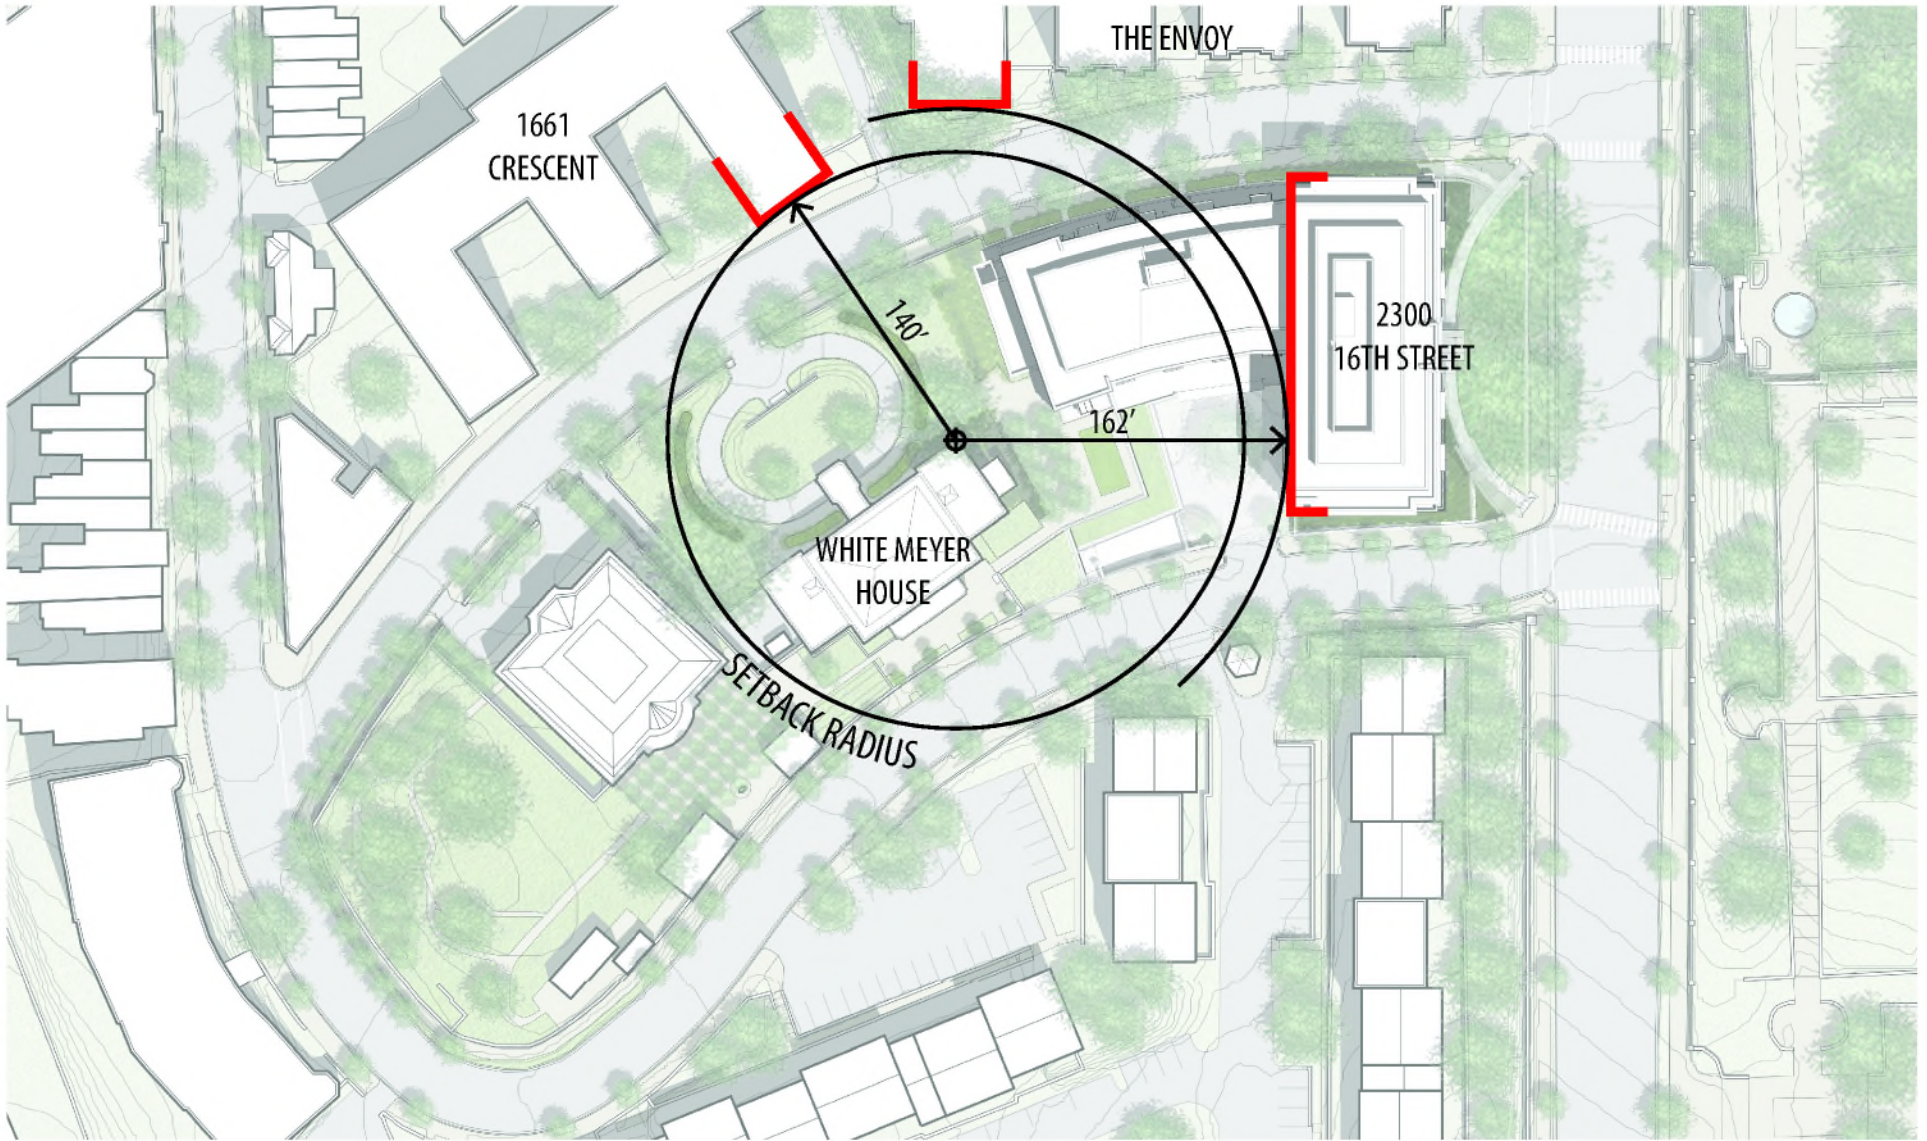 THE ENVOY
1661
CRESCENT
140'
2300
16TH STREET
162'
WHITE MEYER
HOUSE
SETBACK RADIUS